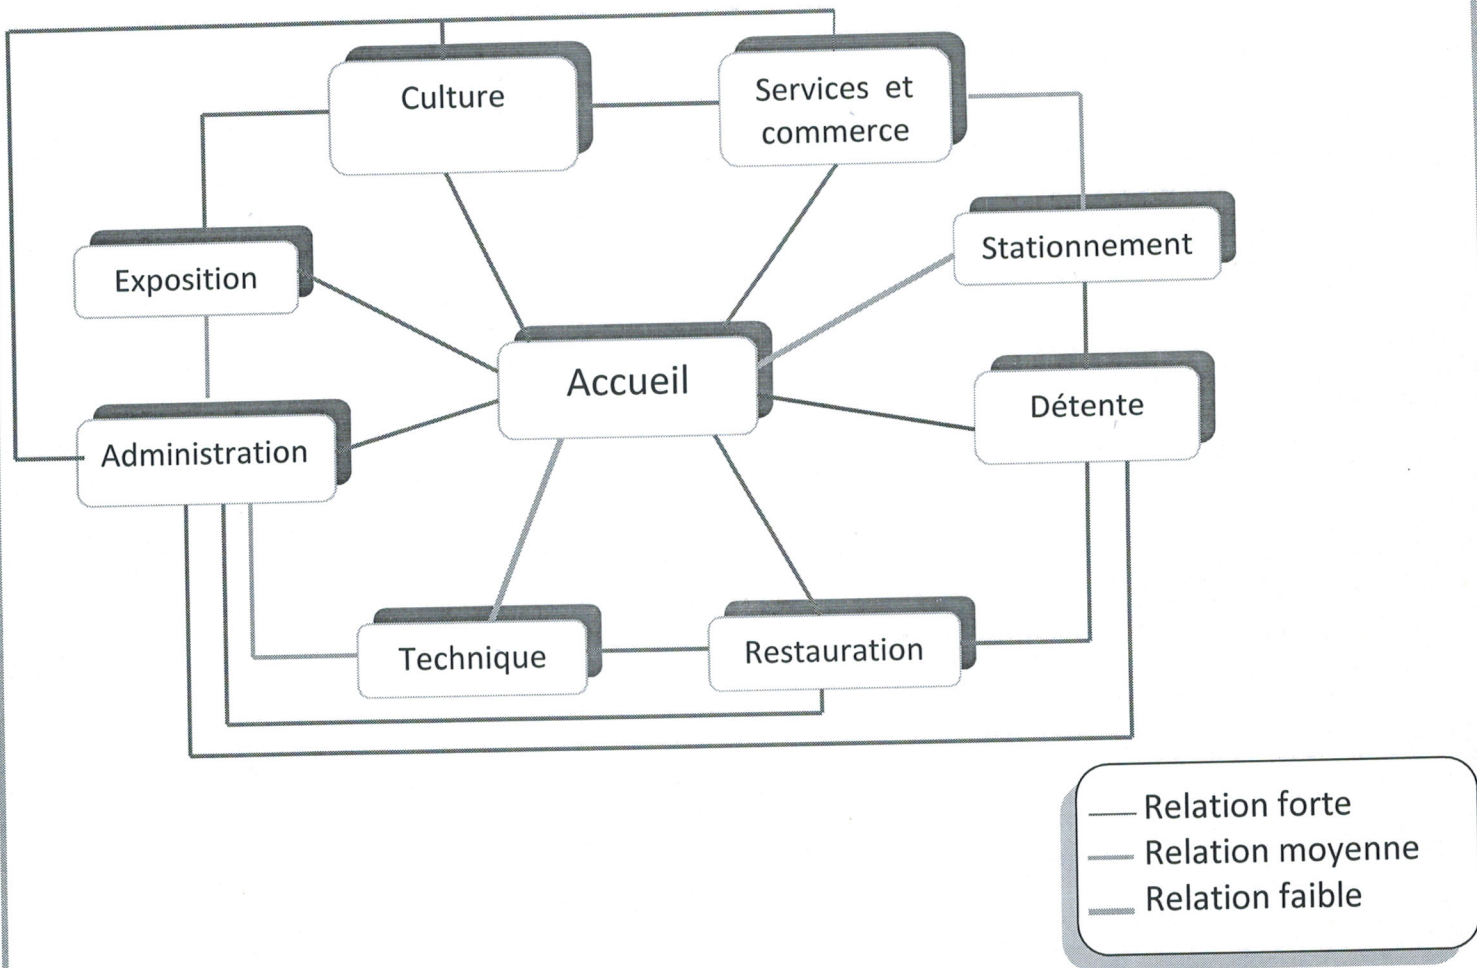 Culture
Services et
commerce
Exposition
Stationnement
Accueil
Détente
Administration
Technique
Restauration
Relation forte
Relation moyenne
Relation faible